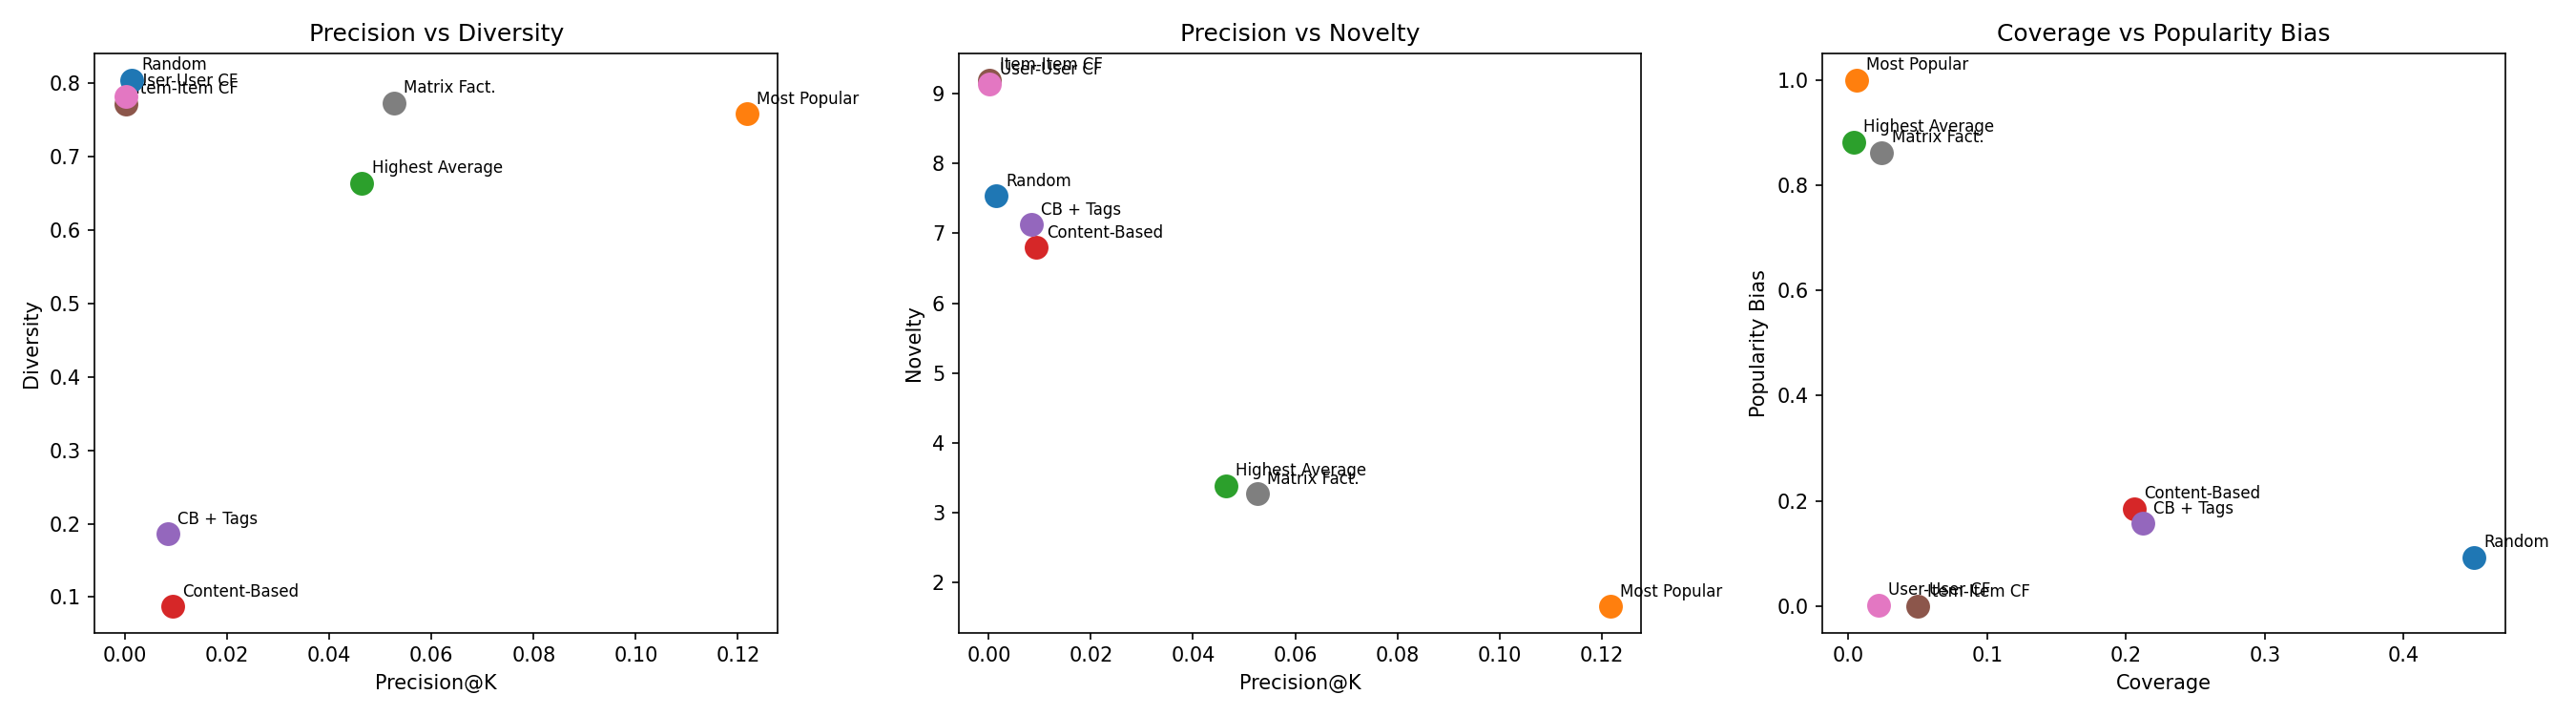 Precision vs Diversity
Random
User-User CF
Item-Item CF
Matrix Fact.
Most Popular
Highest Average
CB + Tags
Content-Based
0.8
0.7
0.6
0.5
0.4
0.3
0.2
0.1
Diversity
0.00 0.02 0.04 0.06 0.08 0.10 0.12
Precision@K
Precision vs Novelty
Item-Item CF
User-User CF
Random
CB + Tags
Content-Based
Highest Average
Matrix Fact.
Most Popular
9
8
7
6
5
4
3
2
Novelty
0.00 0.02 0.04 0.06 0.08 0.10 0.12
Precision@K
Coverage vs Popularity Bias
Most Popular
Highest Average
Matrix Fact.
Content-Based
CB + Tags
Random
User-User CF
Item-Item CF
1.0
0.8
0.6
0.4
0.2
0.0
Popularity Bias
0.0 0.1 0.2 0.3 0.4
Coverage